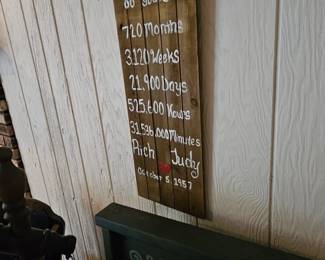 720 Months
3,120 Weeks
21,900 Days
525,600 Hours
31,536,000 Minutes
Rich Judy
October 5, 1957